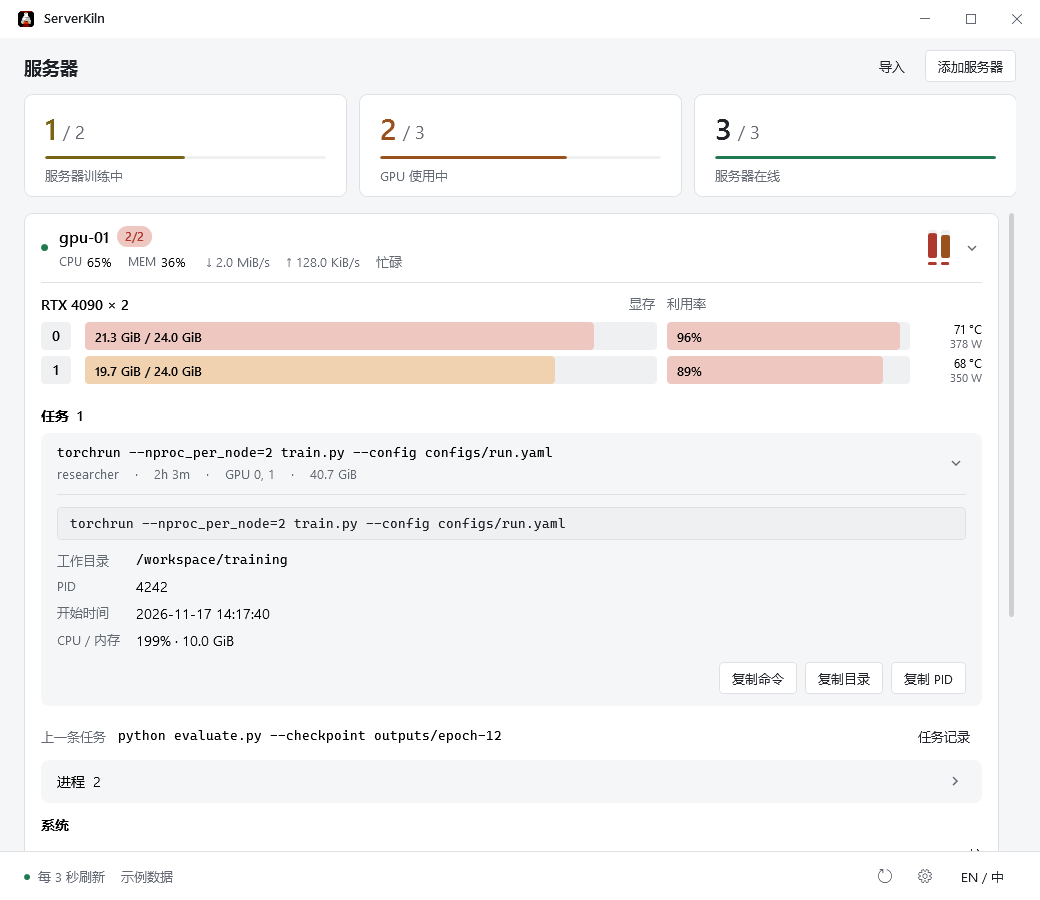 ServerKiln
服务器
导入
添加服务器
1 / 2
服务器训练中
2 / 3
GPU 使用中
3 / 3
服务器在线
gpu-01 2/2
CPU 65% MEM 36% ↓ 2.0 MiB/s ↑ 128.0 KiB/s 忙碌
RTX 4090 × 2 显存 利用率
0 21.3 GiB / 24.0 GiB 96% 71 °C
378 W
1 19.7 GiB / 24.0 GiB 89% 68 °C
350 W
任务 1
torchrun --nproc_per_node=2 train.py --config configs/run.yaml
researcher · 2h 3m · GPU 0, 1 · 40.7 GiB
torchrun --nproc_per_node=2 train.py --config configs/run.yaml
工作目录 /workspace/training
PID 4242
开始时间 2026-11-17 14:17:40
CPU / 内存 199% · 10.0 GiB
复制命令 复制目录 复制 PID
上一条任务 python evaluate.py --checkpoint outputs/epoch-12 任务记录
进程 2
系统
每 3 秒刷新 示例数据 EN / 中